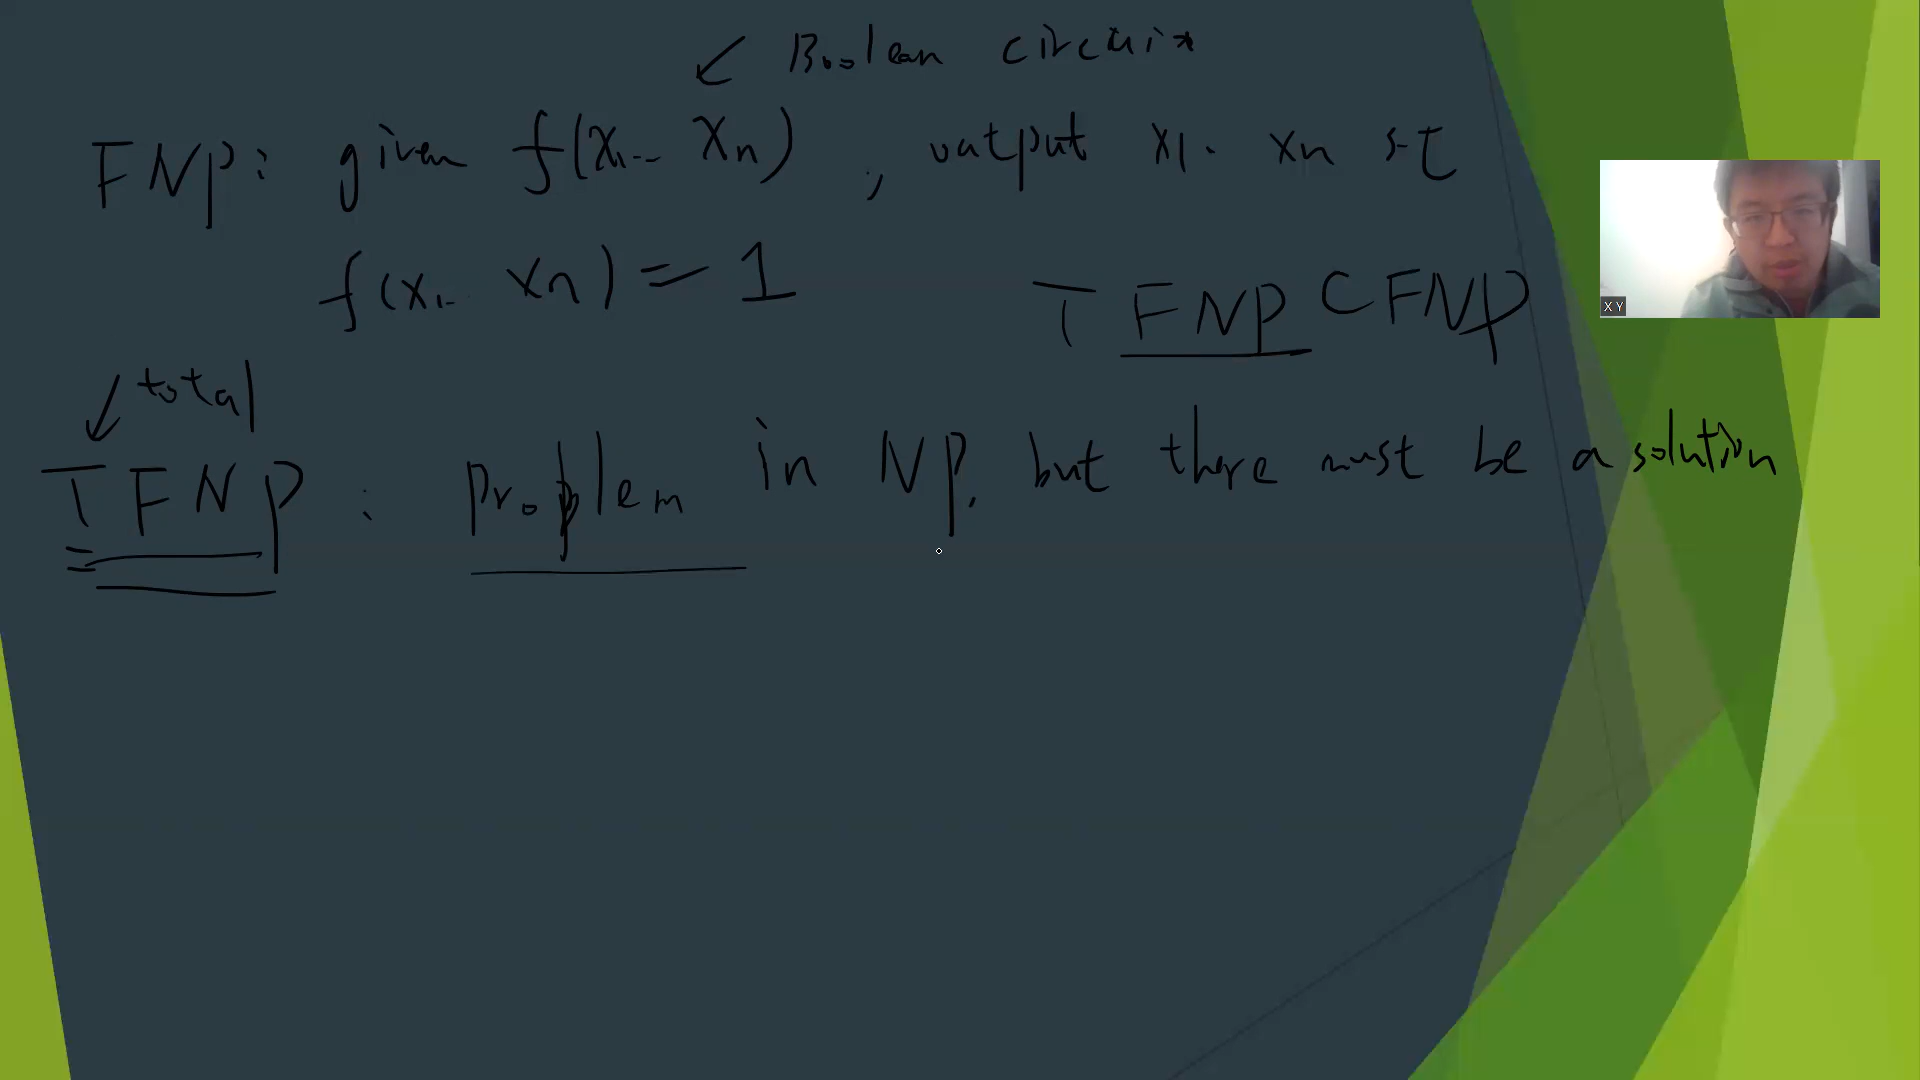 Boolean circuit
FNP: given f(x1.. xn), output x1. xn s.t
f(x1.. xn) = 1
TFNP ⊂ FNP
total
TFNP : Problem in NP, but there must be a solution
X Y